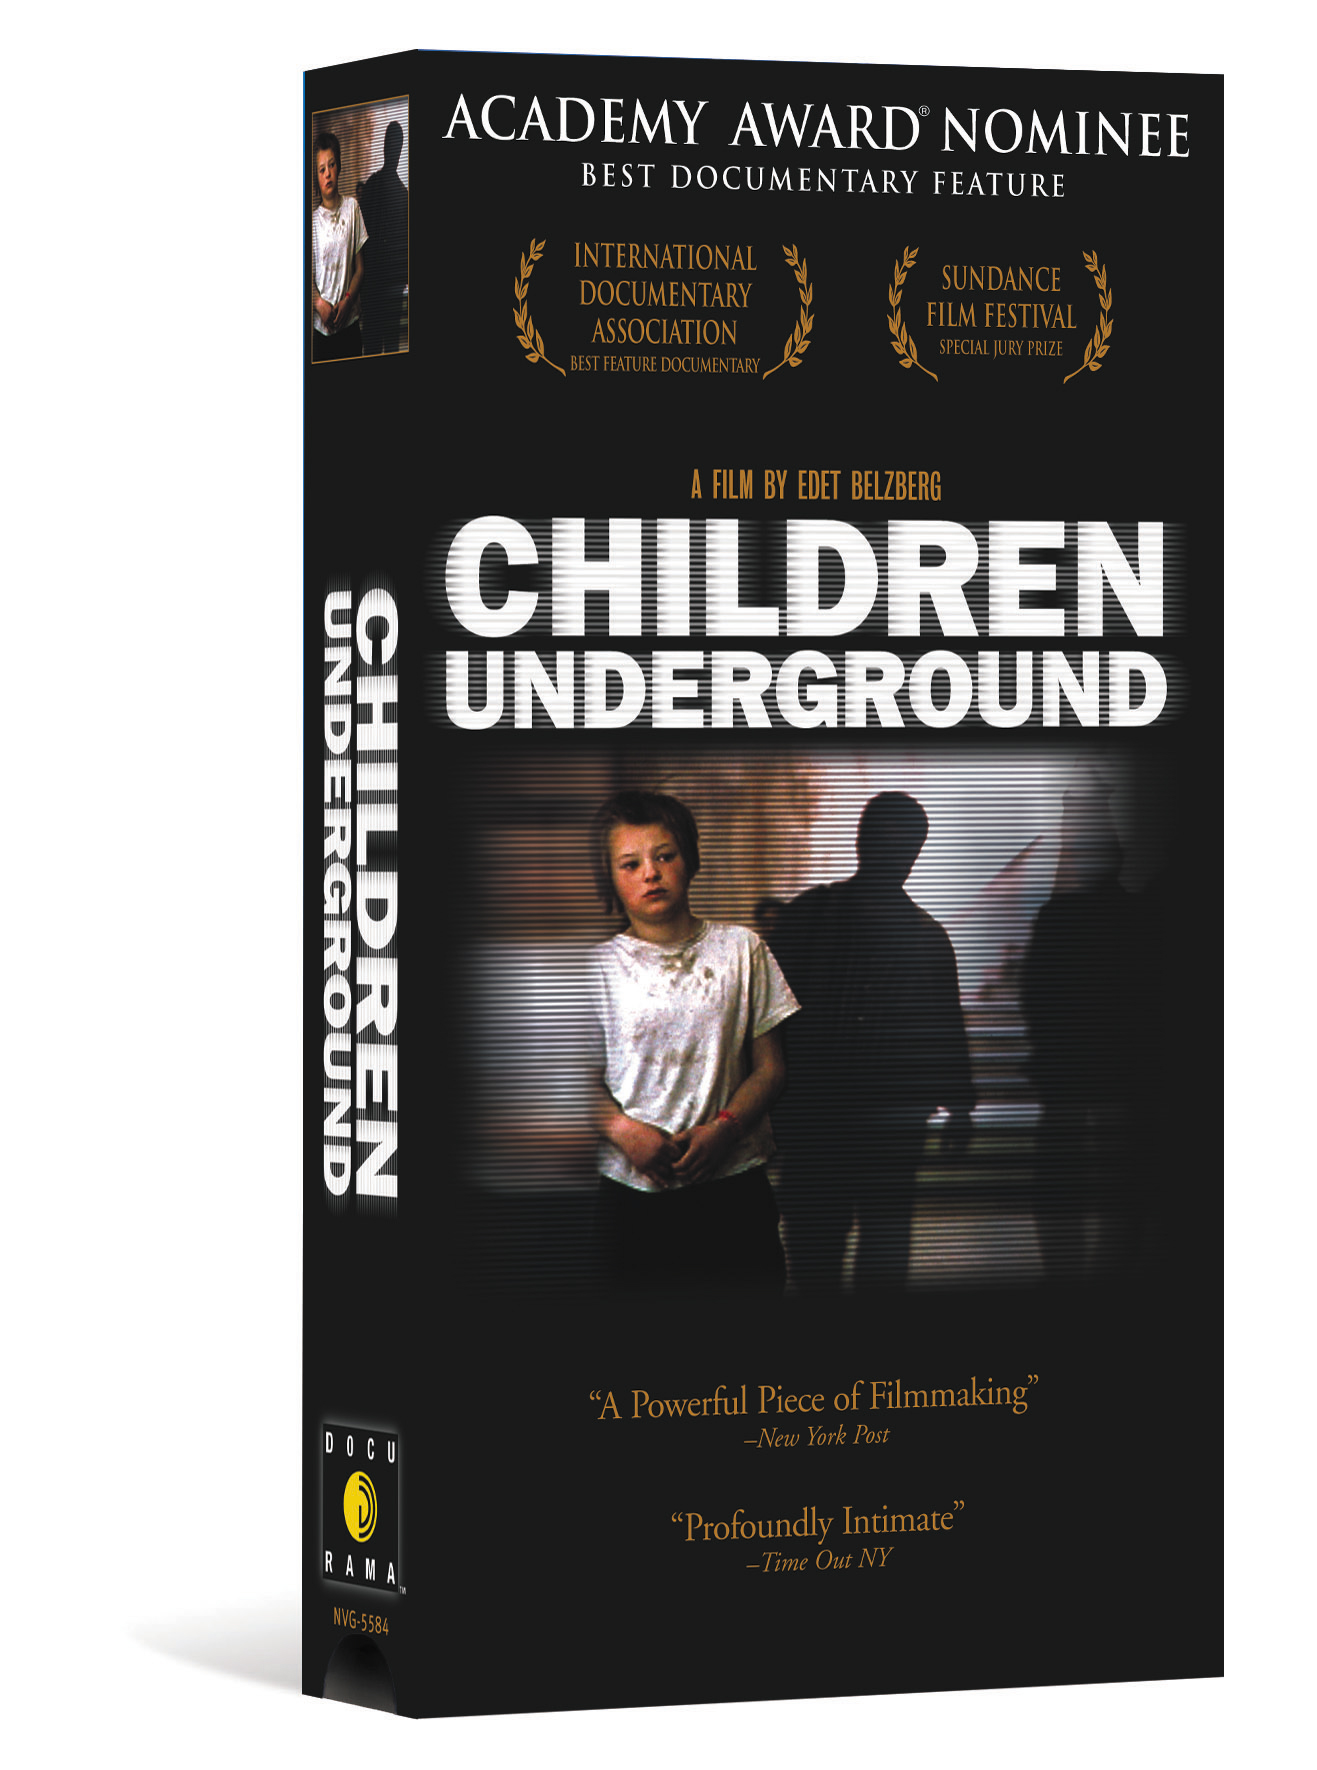 ACADEMY AWARD® NOMINEE
BEST DOCUMENTARY FEATURE
INTERNATIONAL
DOCUMENTARY
ASSOCIATION
BEST FEATURE DOCUMENTARY
SUNDANCE
FILM FESTIVAL
SPECIAL JURY PRIZE
A FILM BY EDET BELZBERG
CHILDREN
UNDERGROUND
“A Powerful Piece of Filmmaking”
–New York Post
“Profoundly Intimate”
–Time Out NY
CHILDREN
UNDERGROUND
DOCU
RAMA™
NVG-5584